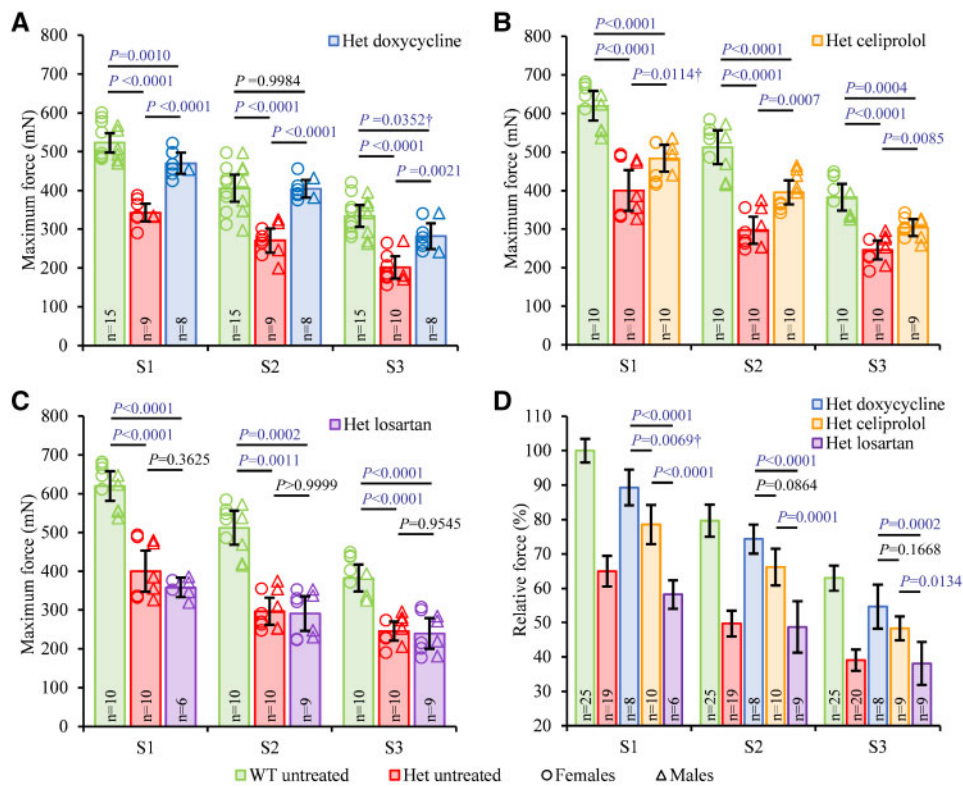 A
Het doxycycline
Maximum force (mN)
800
700
600
500
400
300
200
100
0
P=0.0010
P <0.0001
P <0.0001
P =0.9984
P <0.0001
P <0.0001
P =0.0352†
P <0.0001
P =0.0021
n=15
n=9
n=8
n=15
n=9
n=8
n=15
n=10
n=8
S1
S2
S3
B
Het celiprolol
Maximum force (mN)
800
700
600
500
400
300
200
100
0
P <0.0001
P <0.0001
P =0.0114†
P <0.0001
P <0.0001
P =0.0007
P =0.0004
P <0.0001
P =0.0085
n=10
n=10
n=10
n=10
n=10
n=10
n=10
n=10
n=9
S1
S2
S3
C
Het losartan
Maximum force (mN)
800
700
600
500
400
300
200
100
0
P<0.0001
P<0.0001
P=0.3625
P=0.0002
P=0.0011
P>0.9999
P<0.0001
P<0.0001
P=0.9545
n=10
n=10
n=6
n=10
n=10
n=9
n=10
n=10
n=9
S1
S2
S3
D
Het doxycycline
Het celiprolol
Het losartan
Relative force (%)
110
100
90
80
70
60
50
40
30
20
P<0.0001
P=0.0069†
P<0.0001
P<0.0001
P=0.0864
P=0.0001
P=0.0002
P=0.1668
P=0.0134
n=25
n=19
n=8
n=10
n=6
n=25
n=19
n=8
n=10
n=9
n=25
n=20
n=8
n=9
n=9
S1
S2
S3
WT untreated
Het untreated
Females
Males